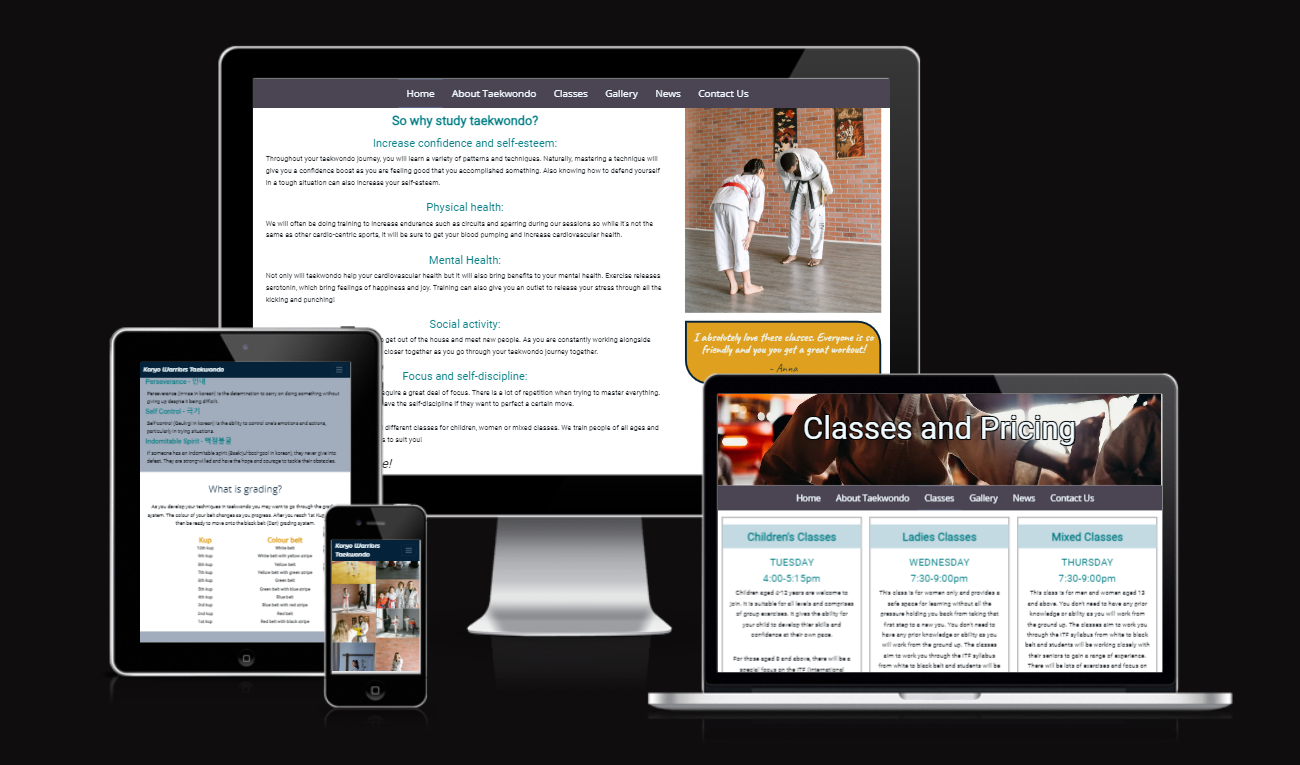 Home About Taekwondo Classes Gallery News Contact Us
So why study taekwondo?
Increase confidence and self-esteem:
Throughout your taekwondo journey, you will learn a variety of patterns and techniques. Naturally, mastering a technique will
give you a confidence boost as you are feeling good that you accomplished something. Also knowing how to defend yourself
in a tough situation can also increase your self-esteem.
Physical health:
We will often be doing training to increase endurance such as circuits and sparring during our sessions so while it's not the
same as other cardio-centric sports, it will be sure to get your blood pumping and increase cardiovascular health.
Mental Health:
Not only will taekwondo help your cardiovascular health but it will also bring benefits to your mental health. Exercise releases
serotonin, which bring feelings of happiness and joy. Training can also give you an outlet to release your stress through all the
kicking and punching!
Social activity:
get out of the house and meet new people. As you are constantly working alongside
closer together as you go through your taekwondo journey together.
Focus and self-discipline:
quire a great deal of focus. There is a lot of repetition when trying to master everything.
ave the self-discipline if they want to perfect a certain move.
different classes for children, women or mixed classes. We train people of all ages and
s to suit you!
e!
I absolutely love these classes. Everyone is so
friendly and you you get a great workout!
- Anna
Koryo Warriors Taekwondo
Perseverance - 인내
Perseverance (Innae in korean) is the determination to carry on doing something without
giving up despite it being difficult.
Self Control - 극기
Self control (Geukgi in korean) is the ability to control one's emotions and actions,
particularly in trying situations.
Indomitable Spirit - 백절불굴
If someone has an indomitable spirit (Baekjul boolgool in korean), they never give into
defeat. They are strong-willed and have the hope and courage to tackle their obstacles.
What is grading?
As you develop your techniques in taekwondo you may want to go through the grading
system. The colour of your belt changes as you progress. After you reach 1st Kup
then be ready to move onto the black belt (Dan) grading system.
Kup Colour belt
10th kup White belt
9th kup White belt with yellow stripe
8th kup Yellow belt
7th kup Yellow belt with green stripe
6th kup Green belt
5th kup Green belt with blue stripe
4th kup Blue belt
3rd kup Blue belt with red stripe
2nd kup Red belt
1st kup Red belt with black stripe
Koryo Warriors
Taekwondo
Classes and Pricing
Home About Taekwondo Classes Gallery News Contact Us
Children's Classes
TUESDAY
4:00-5:15pm
Children aged 4-12 years are welcome to
join. It is suitable for all levels and comprises
of group exercises. It gives the ability for
your child to develop thier skills and
confidence at their own pace.
For those aged 8 and above, there will be a
special focus on the ITF (International
Ladies Classes
WEDNESDAY
7:30-9:00pm
This class is for women only and provides a
safe space for learning without all the
pressure holding you back from taking that
first step to a new you. You don't need to
have any prior knowledge or ability as you
will work from the ground up. The classes
aim to work you through the ITF syllabus
from white to black belt and students will be
Mixed Classes
THURSDAY
7:30-9:00pm
This class is for men and women aged 13
and above. You don't need to have any prior
knowledge or ability as you will work from
the ground up. The classes aim to work you
through the ITF syllabus from white to black
belt and students will be working closely with
their seniors to gain a range of experience.
There will be lots of exercises and focus on